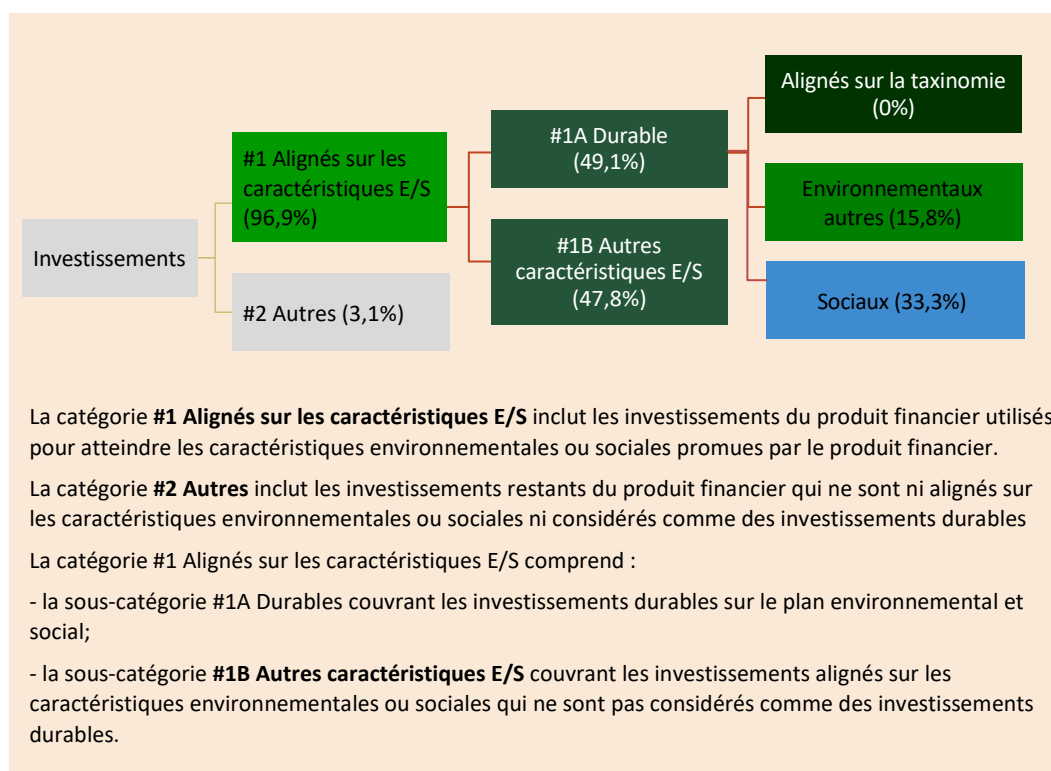 Investissements
#1 Alignés sur les
caractéristiques E/S
(96,9%)
#2 Autres (3,1%)
#1A Durable
(49,1%)
#1B Autres
caractéristiques E/S
(47,8%)
Alignés sur la taxinomie
(0%)
Environnementaux
autres (15,8%)
Sociaux (33,3%)
La catégorie #1 Alignés sur les caractéristiques E/S inclut les investissements du produit financier utilisés
pour atteindre les caractéristiques environnementales ou sociales promues par le produit financier.
La catégorie #2 Autres inclut les investissements restants du produit financier qui ne sont ni alignés sur
les caractéristiques environnementales ou sociales ni considérés comme des investissements durables
La catégorie #1 Alignés sur les caractéristiques E/S comprend :
- la sous-catégorie #1A Durables couvrant les investissements durables sur le plan environnemental et
social;
- la sous-catégorie #1B Autres caractéristiques E/S couvrant les investissements alignés sur les
caractéristiques environnementales ou sociales qui ne sont pas considérés comme des investissements
durables.